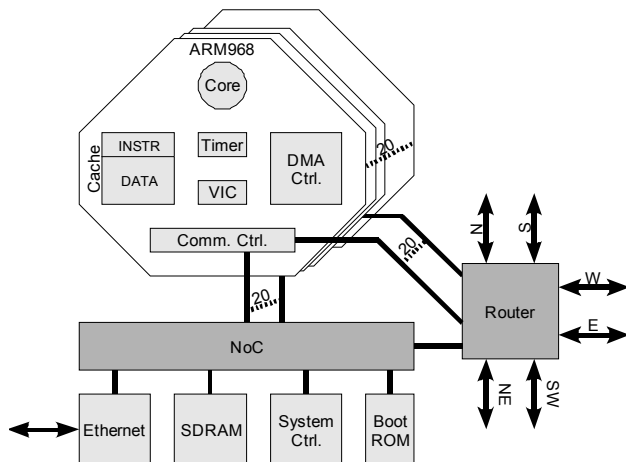 ARM968
Core
20
Cache
INSTR
DATA
Timer
VIC
DMA
Ctrl.
Comm. Ctrl.
20
20
N
S
W
E
NE
SW
Router
NoC
Ethernet
SDRAM
System
Ctrl.
Boot
ROM